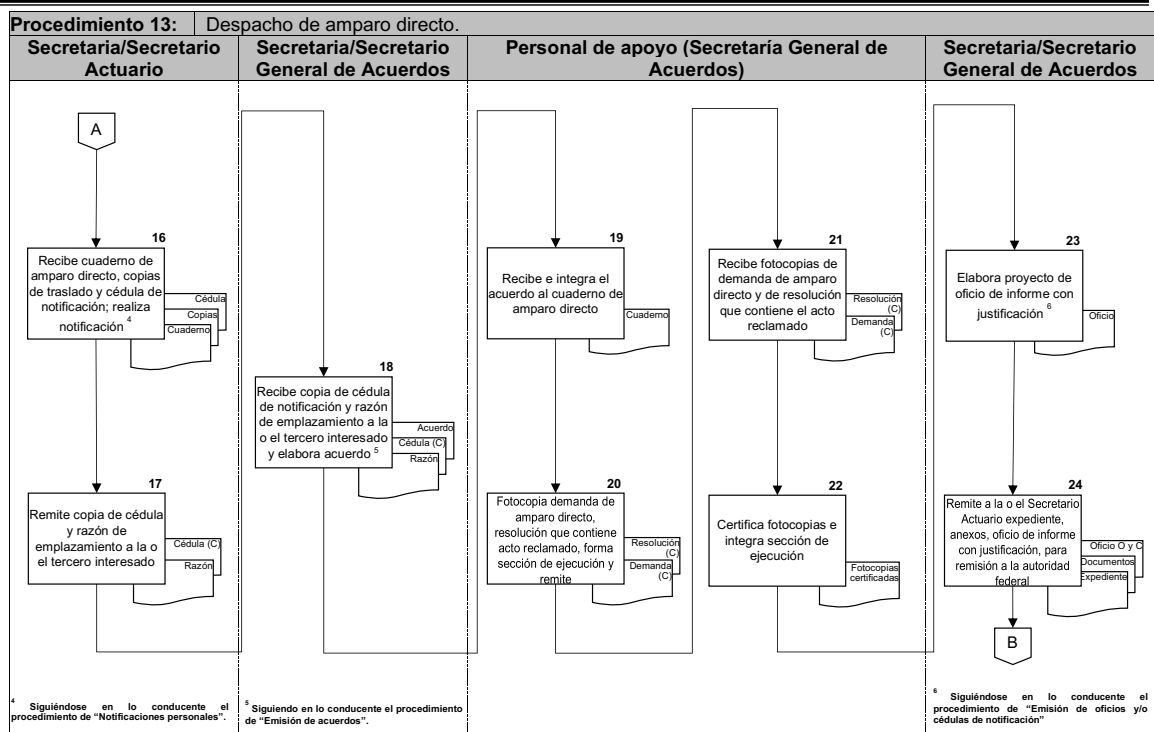 Procedimiento 13: Despacho de amparo directo.
Secretaria/Secretario
Actuario
Secretaria/Secretario
General de Acuerdos
Personal de apoyo (Secretaría General de
Acuerdos)
Secretaria/Secretario
General de Acuerdos
A
16
Recibe cuaderno de
amparo directo, copias
de traslado y cédula de
notificación; realiza
notificación 4
Cédula
Copias
Cuaderno
17
Remite copia de cédula
y razón de
emplazamiento a la o
el tercero interesado
Cédula (C)
Razón
18
Recibe copia de cédula
de notificación y razón
de emplazamiento a la
o el tercero interesado
y elabora acuerdo 5
Acuerdo
Cédula (C)
Razón
19
Recibe e integra el
acuerdo al cuaderno de
amparo directo
Cuaderno
20
Fotocopia demanda de
amparo directo,
resolución que contiene
acto reclamado, forma
sección de ejecución y
remite
Resolución
(C)
Demanda
(C)
21
Recibe fotocopias de
demanda de amparo
directo y de resolución
que contiene el acto
reclamado
Resolución
(C)
Demanda
(C)
22
Certifica fotocopias e
integra sección de
ejecución
Fotocopias
certificadas
23
Elabora proyecto de
oficio de informe con
justificación 6
Oficio
24
Remite a la o el Secretario
Actuario expediente,
anexos, oficio de informe
con justificación, para
remisión a la autoridad
federal
Oficio O y C
Documentos
Expediente
B
4 Siguiéndose en lo conducente el
procedimiento de “Notificaciones personales”.
5 Siguiendo en lo conducente el procedimiento
de “Emisión de acuerdos”.
6 Siguiéndose en lo conducente el
procedimiento de “Emisión de oficios y/o
cédulas de notificación”